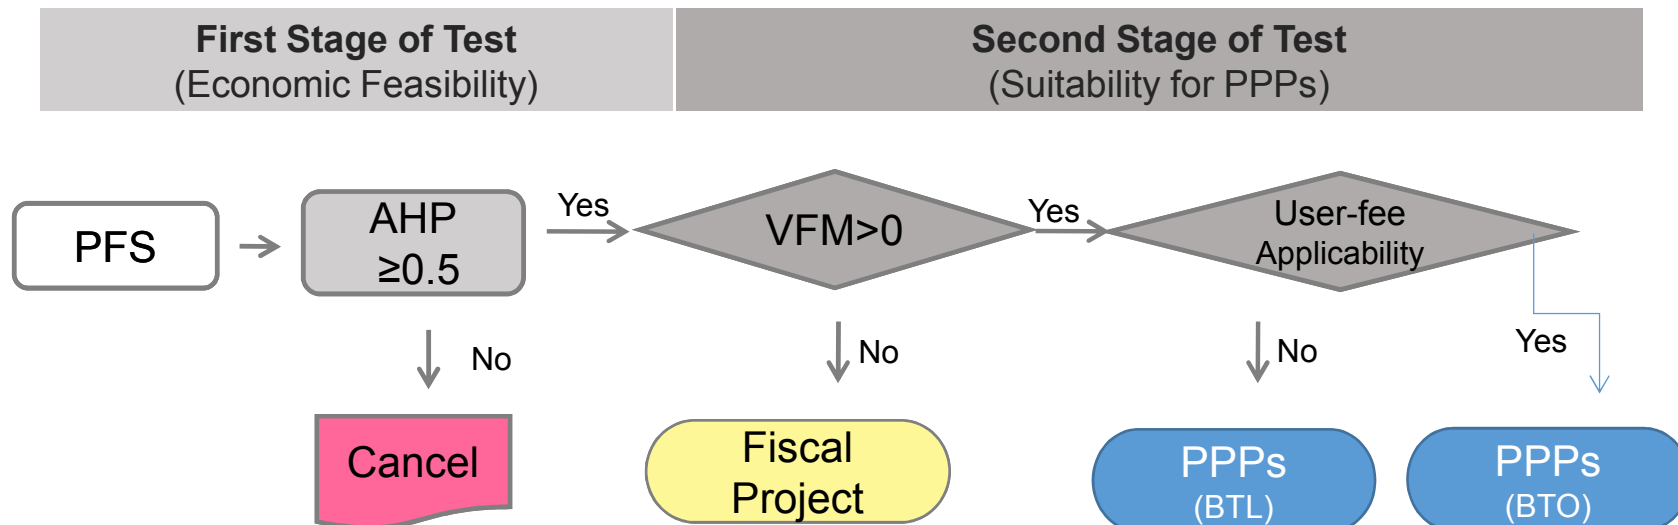 First Stage of Test
(Economic Feasibility)
Second Stage of Test
(Suitability for PPPs)
PFS
AHP
≥0.5
Yes
VFM>0
Yes
User-fee
Applicability
No
No
No
Yes
Cancel
Fiscal
Project
PPPs
(BTL)
PPPs
(BTO)